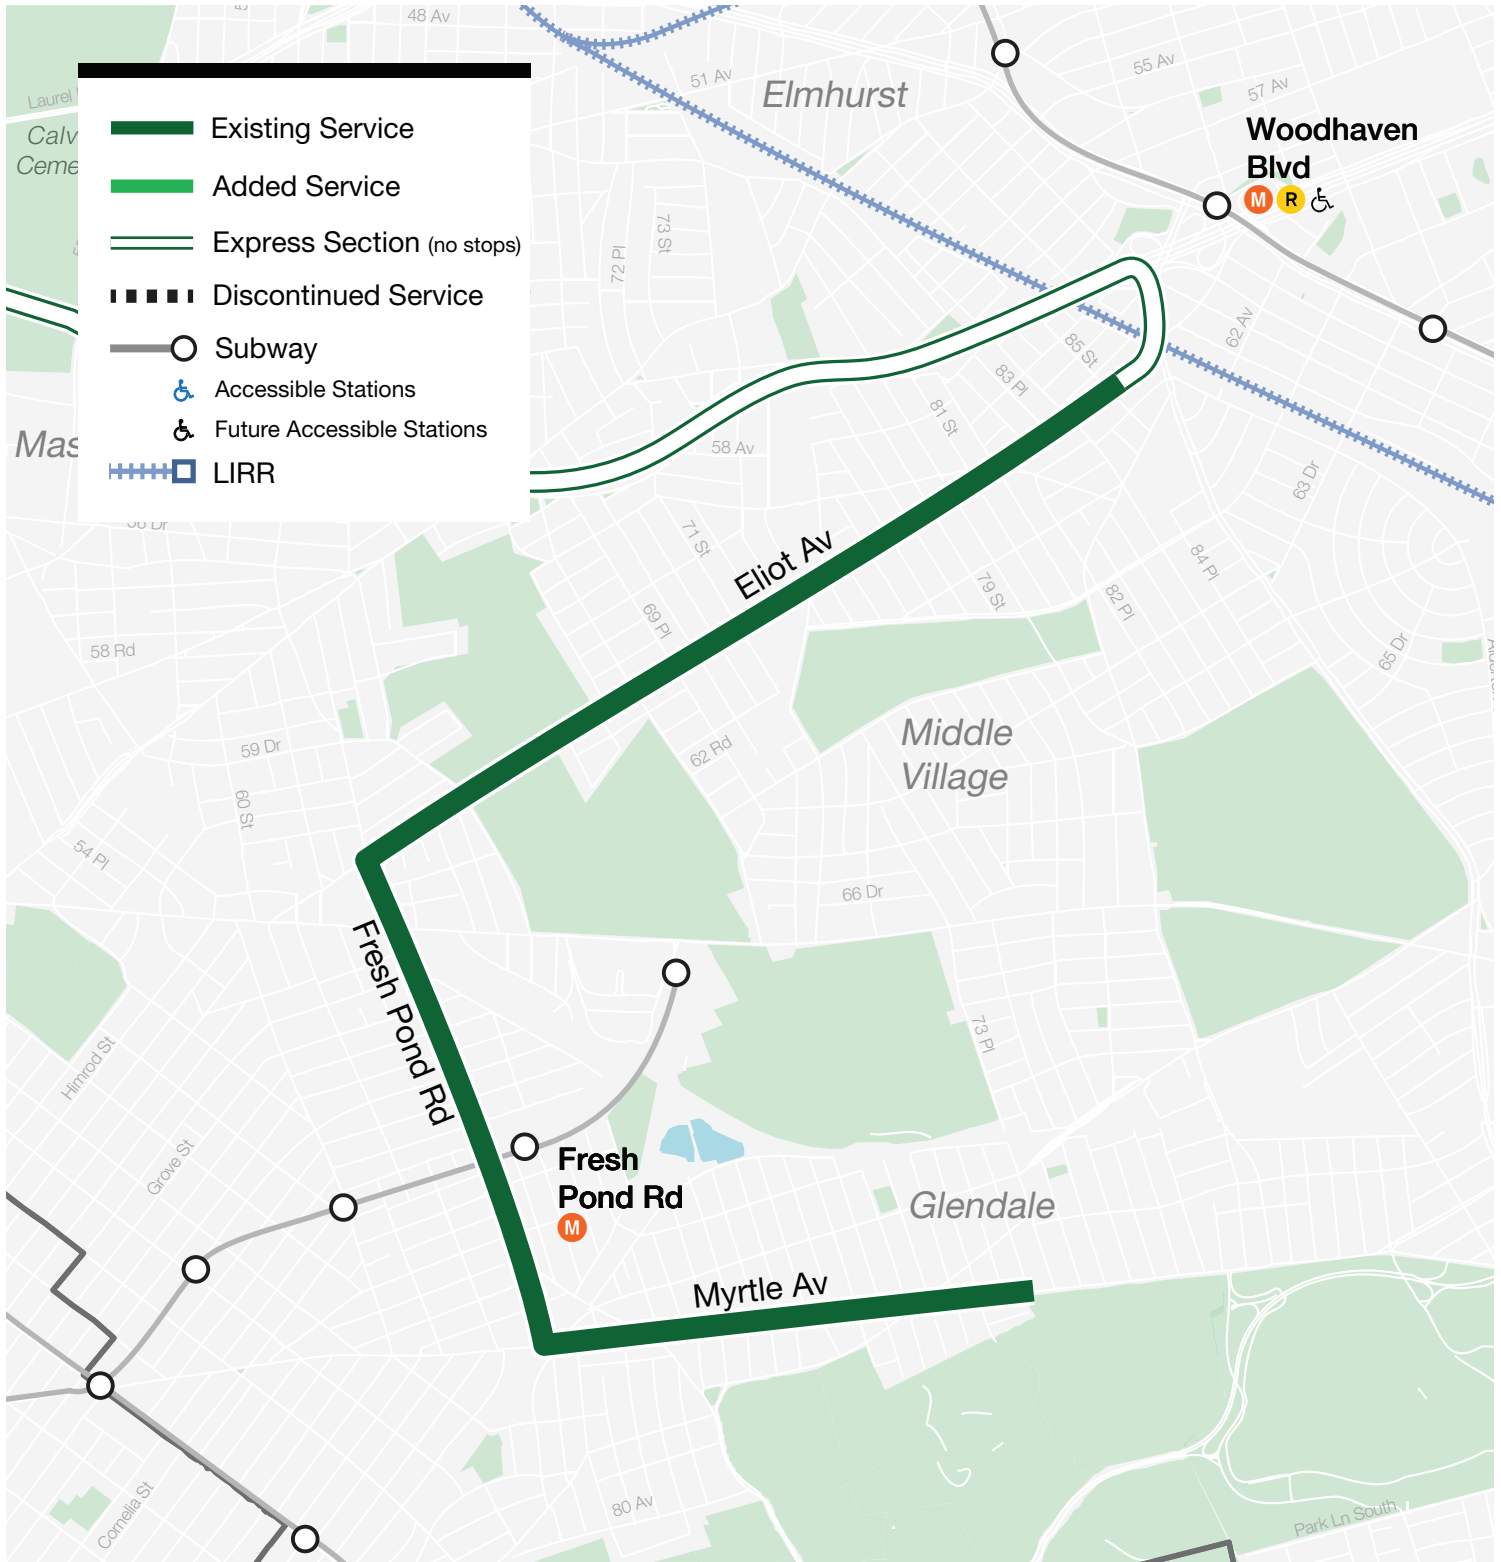 48 Av
51 Av
Elmhurst
55 Av
57 Av
Laurel
Calv
Ceme
Existing Service
Added Service
Express Section (no stops)
Discontinued Service
Subway
Accessible Stations
Future Accessible Stations
LIRR
Woodhaven
Blvd
M R
73 St
72 Pl
62 Av
85 St
83 Pl
81 St
Mas
58 Av
63 Dr
56 Dr
71 St
Eliot Av
84 Pl
79 St
82 Pl
69 Pl
58 Rd
65 Dr
Middle
Village
59 Dr
62 Rd
60 St
54 Pl
66 Dr
Fresh Pond Rd
73 Pl
Himrod St
Grove St
Fresh
Pond Rd
M
Glendale
Myrtle Av
Cornelia St
80 Av
Park Ln South